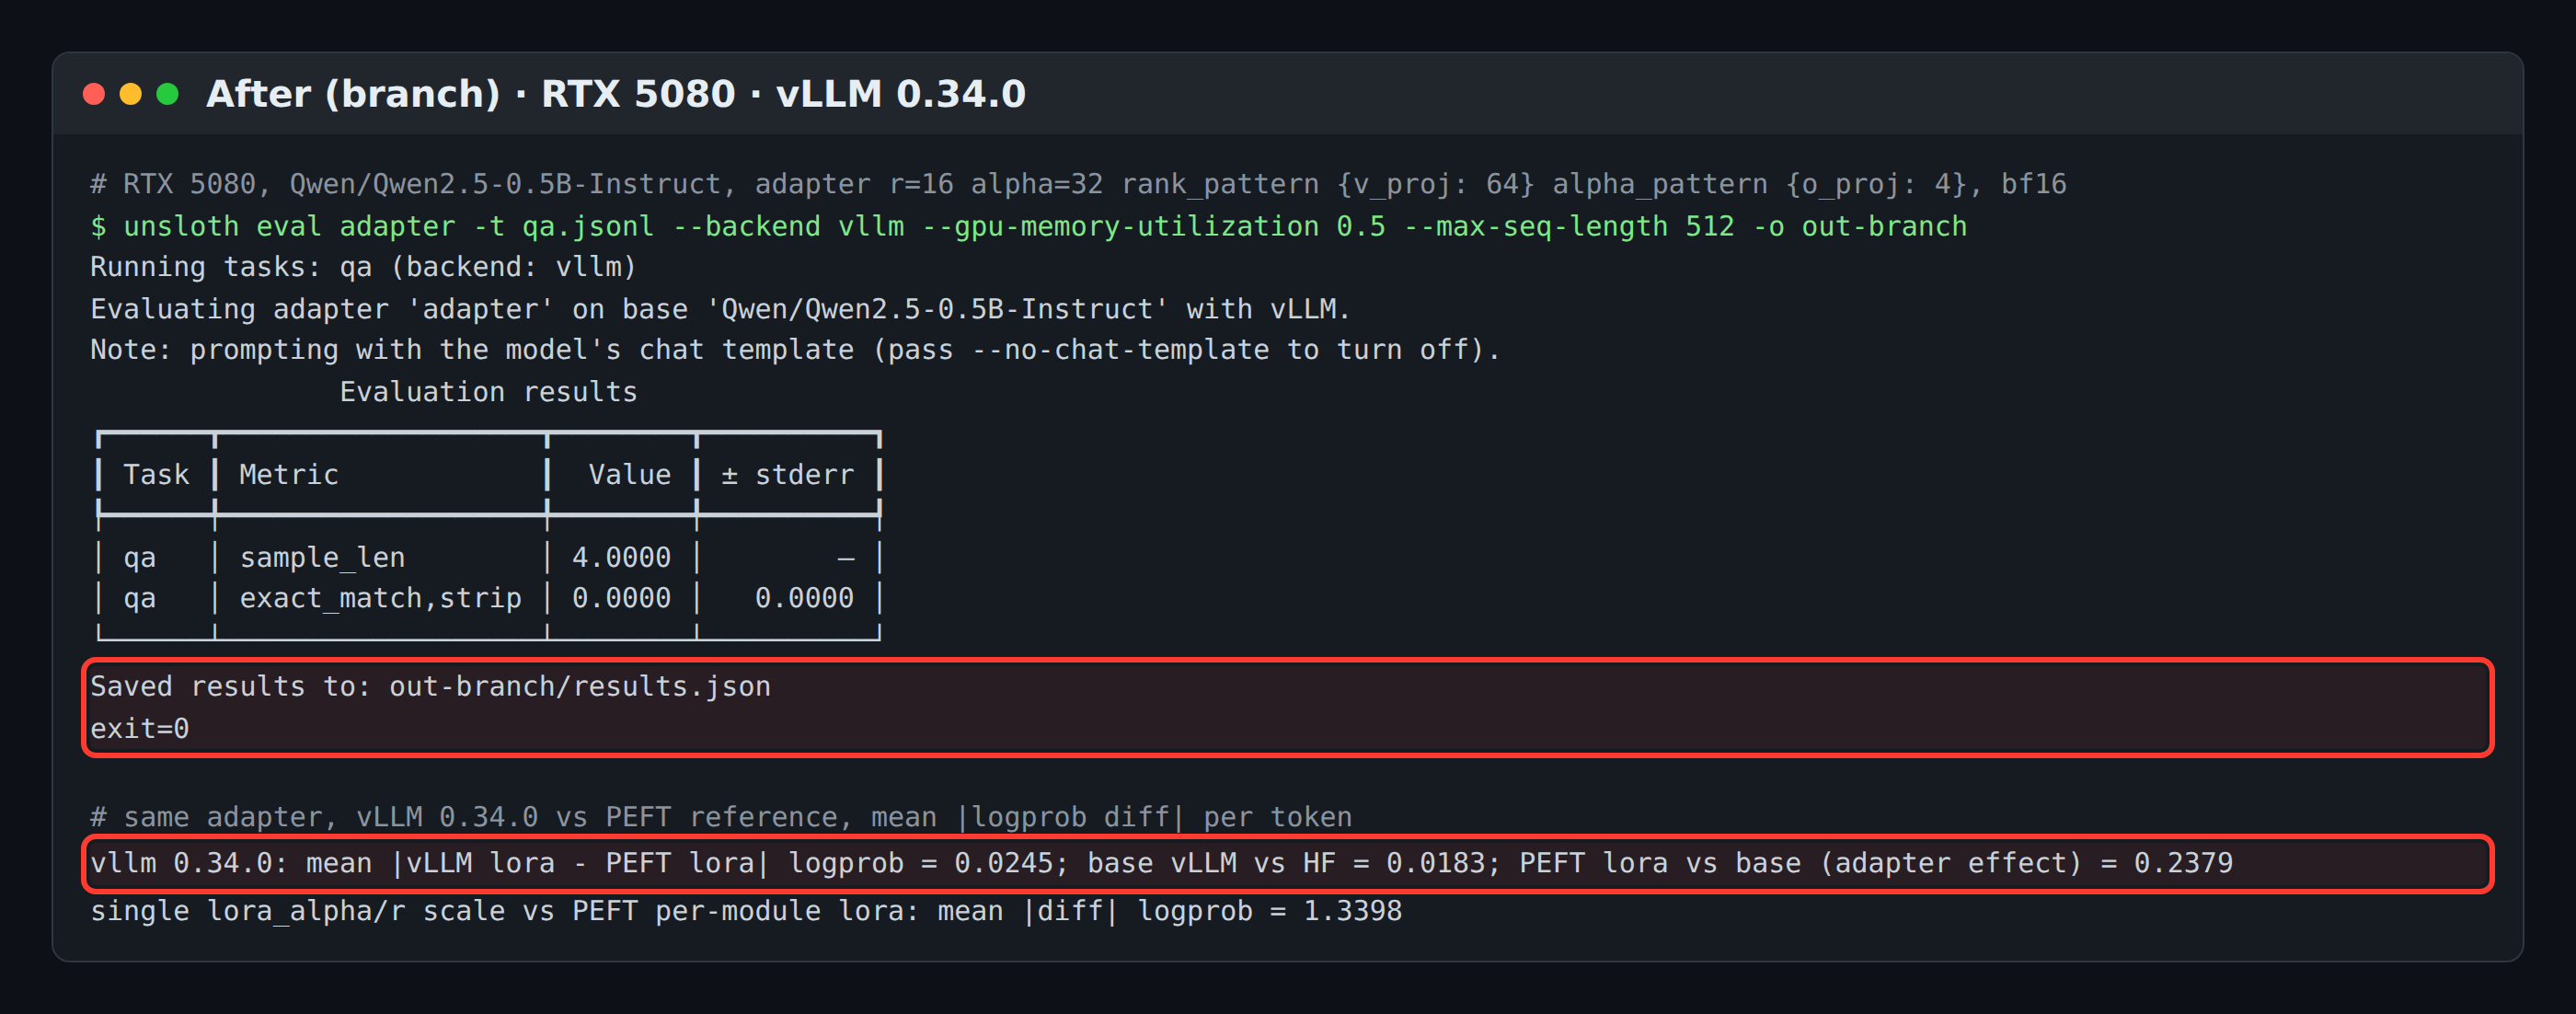 After (branch) · RTX 5080 · vLLM 0.34.0
# RTX 5080, Qwen/Qwen2.5-0.5B-Instruct, adapter r=16 alpha=32 rank_pattern {v_proj: 64} alpha_pattern {o_proj: 4}, bf16
$ unsloth eval adapter -t qa.jsonl --backend vllm --gpu-memory-utilization 0.5 --max-seq-length 512 -o out-branch
Running tasks: qa (backend: vllm)
Evaluating adapter 'adapter' on base 'Qwen/Qwen2.5-0.5B-Instruct' with vLLM.
Note: prompting with the model's chat template (pass --no-chat-template to turn off).
Evaluation results
Task Metric Value ± stderr
qa sample_len 4.0000 —
qa exact_match,strip 0.0000 0.0000
Saved results to: out-branch/results.json
exit=0
# same adapter, vLLM 0.34.0 vs PEFT reference, mean |logprob diff| per token
vllm 0.34.0: mean |vLLM lora - PEFT lora| logprob = 0.0245; base vLLM vs HF = 0.0183; PEFT lora vs base (adapter effect) = 0.2379
single lora_alpha/r scale vs PEFT per-module lora: mean |diff| logprob = 1.3398